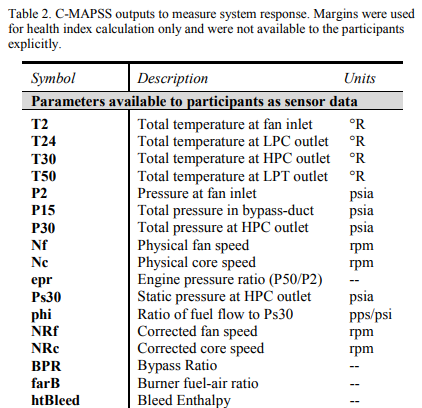 Table 2. C-MAPSS outputs to measure system response. Margins were used
for health index calculation only and were not available to the participants
explicitly.
Symbol Description Units
Parameters available to participants as sensor data
T2 Total temperature at fan inlet °R
T24 Total temperature at LPC outlet °R
T30 Total temperature at HPC outlet °R
T50 Total temperature at LPT outlet °R
P2 Pressure at fan inlet psia
P15 Total pressure in bypass-duct psia
P30 Total pressure at HPC outlet psia
Nf Physical fan speed rpm
Nc Physical core speed rpm
epr Engine pressure ratio (P50/P2) --
Ps30 Static pressure at HPC outlet psia
phi Ratio of fuel flow to Ps30 pps/psi
NRf Corrected fan speed rpm
NRc Corrected core speed rpm
BPR Bypass Ratio --
farB Burner fuel-air ratio --
htBleed Bleed Enthalpy --